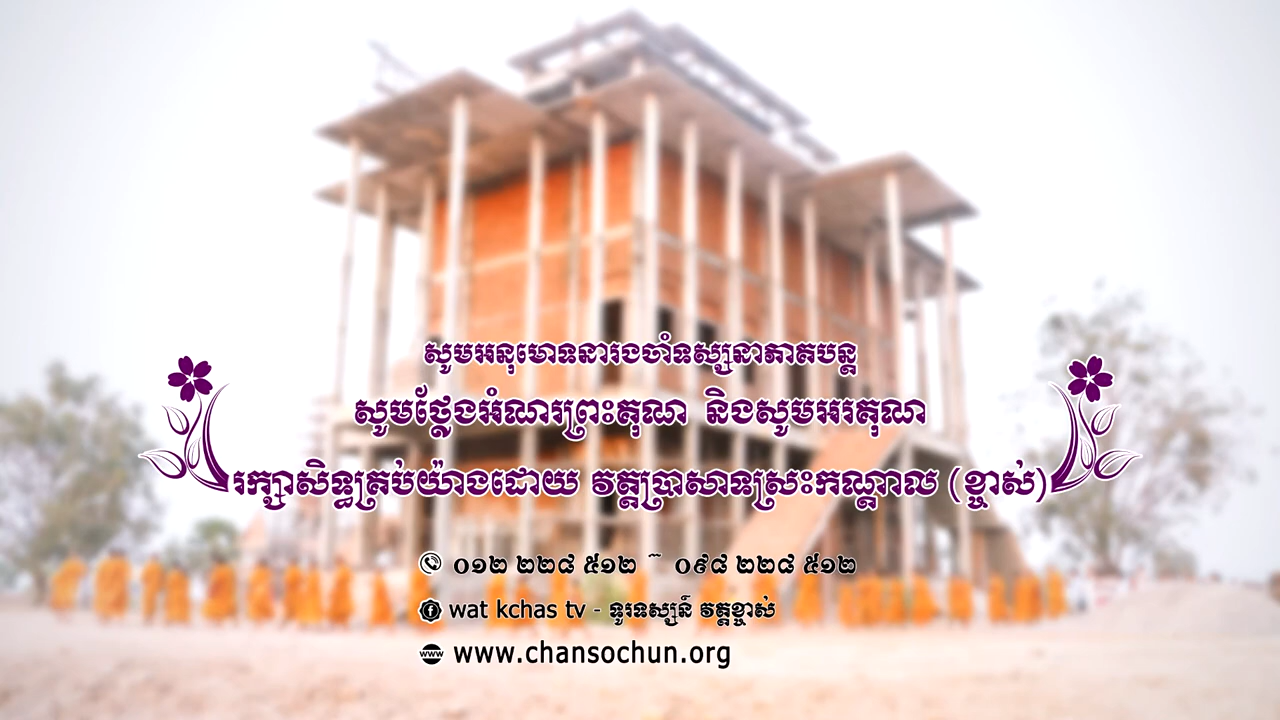 សូមអនុមោទនារងចាំទស្សនាភាគបន្ត
សូមថ្លែងអំណរព្រះគុណ និងសូមអរគុណ
រក្សាសិទ្ធគ្រប់យ៉ាងដោយ វត្តប្រាសាទស្រះកណ្ដាល (ខ្ចាស់)
០១២ ២២៨ ៥១២ ~ ០៩៨ ២២៨ ៥១២
wat kchas tv - ទូរទស្សន៍ វត្តខ្ចាស់
www.chansochun.org